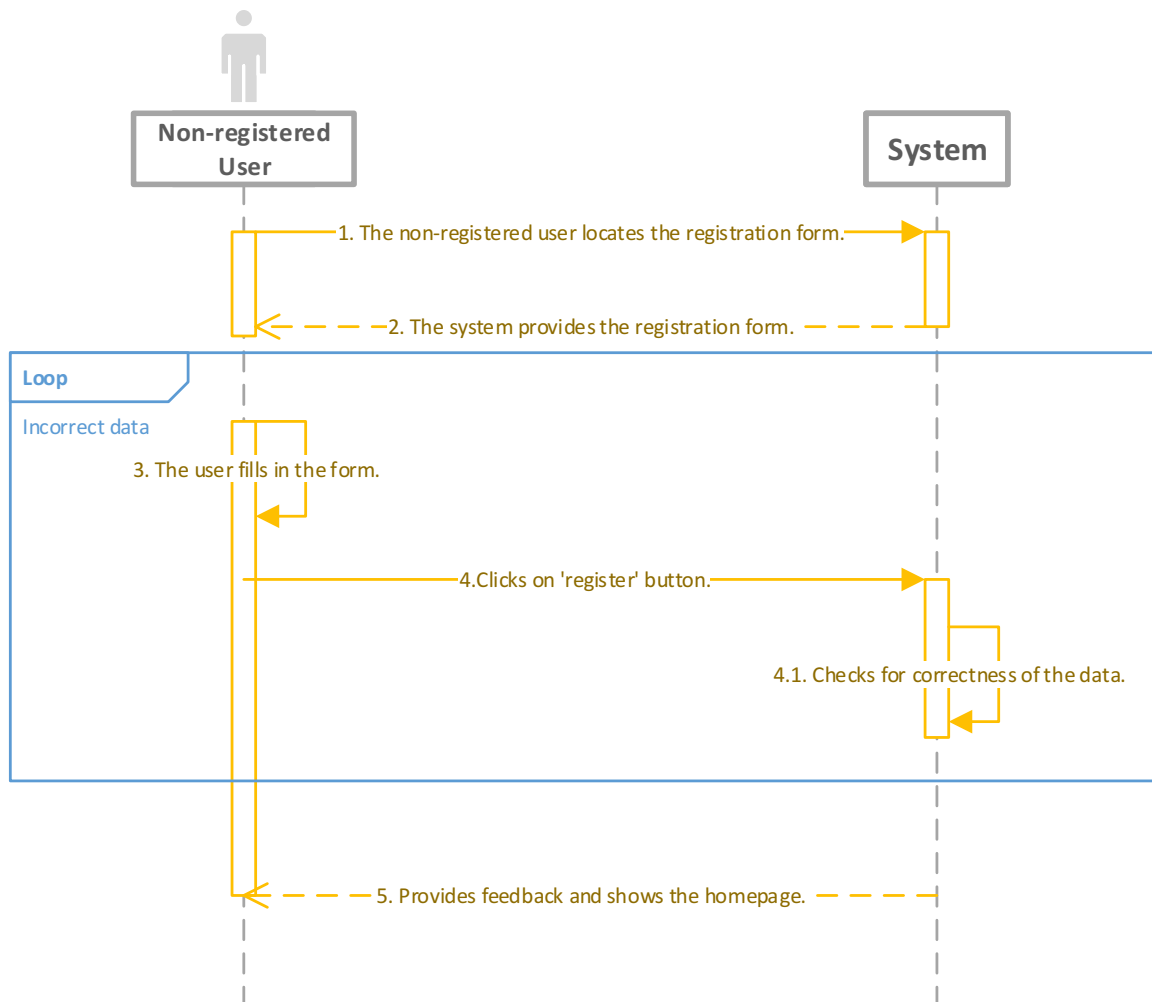 Non-registered
User
System
1. The non-registered user locates the registration form.
2. The system provides the registration form.
Loop
Incorrect data
3. The user fills in the form.
4.Clicks on 'register' button.
4.1. Checks for correctness of the data.
5. Provides feedback and shows the homepage.